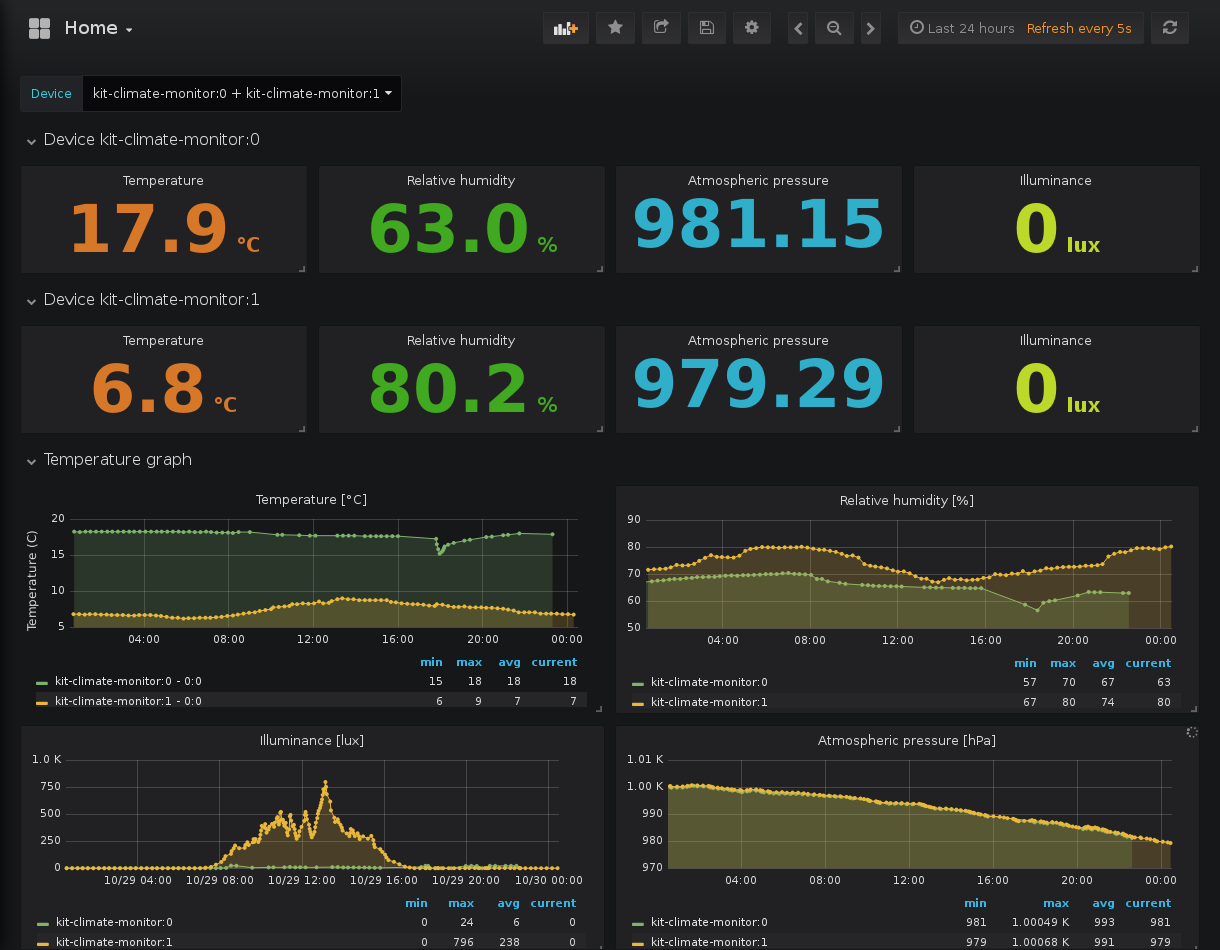 Home
Last 24 hours Refresh every 5s
Device kit-climate-monitor:0 + kit-climate-monitor:1
Device kit-climate-monitor:0
Temperature Relative humidity Atmospheric pressure Illuminance
17.9 °C 63.0 % 981.15 0 lux
Device kit-climate-monitor:1
Temperature Relative humidity Atmospheric pressure Illuminance
6.8 °C 80.2 % 979.29 0 lux
Temperature graph
Temperature [°C]
Temperature (C)
20
15
10
5
04:00 08:00 12:00 16:00 20:00 00:00
min max avg current
kit-climate-monitor:0 - 0:0 15 18 18 18
kit-climate-monitor:1 - 0:0 6 9 7 7
Relative humidity [%]
90
80
70
60
50
04:00 08:00 12:00 16:00 20:00 00:00
min max avg current
kit-climate-monitor:0 57 70 67 63
kit-climate-monitor:1 67 80 74 80
Illuminance [lux]
1.0 K
750
500
250
0
10/29 04:00 10/29 08:00 10/29 12:00 10/29 16:00 10/29 20:00 10/30 00:00
min max avg current
kit-climate-monitor:0 0 24 6 0
kit-climate-monitor:1 0 796 238 0
Atmospheric pressure [hPa]
1.01 K
1.00 K
990
980
970
04:00 08:00 12:00 16:00 20:00 00:00
min max avg current
kit-climate-monitor:0 981 1.00049 K 993 981
kit-climate-monitor:1 979 1.00068 K 991 979